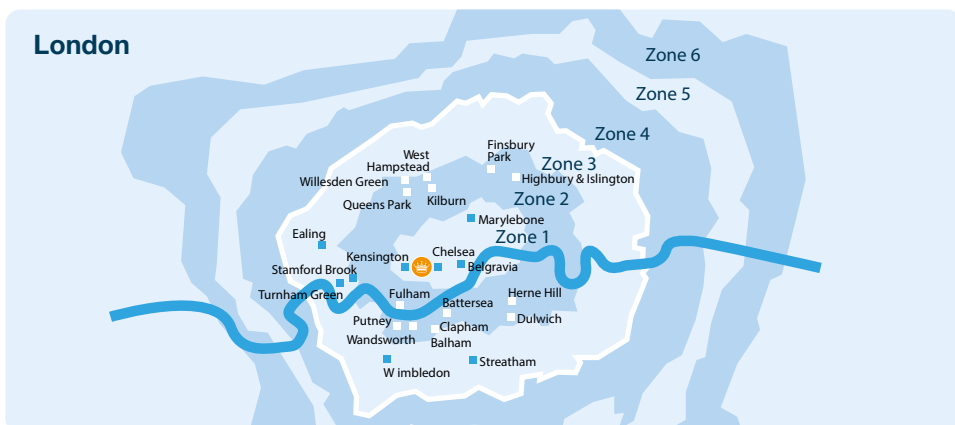 London
Zone 6
Zone 5
Zone 4
Finsbury
Park
West
Hampstead
Zone 3
Willesden Green
Highbury & Islington
Queens Park
Kilburn
Zone 2
Marylebone
Ealing
Zone 1
Kensington
Chelsea
Stamford Brook
Belgravia
Turnham Green
Fulham
Battersea
Herne Hill
Putney
Clapham
Dulwich
Wandsworth
Balham
Streatham
W imbledon